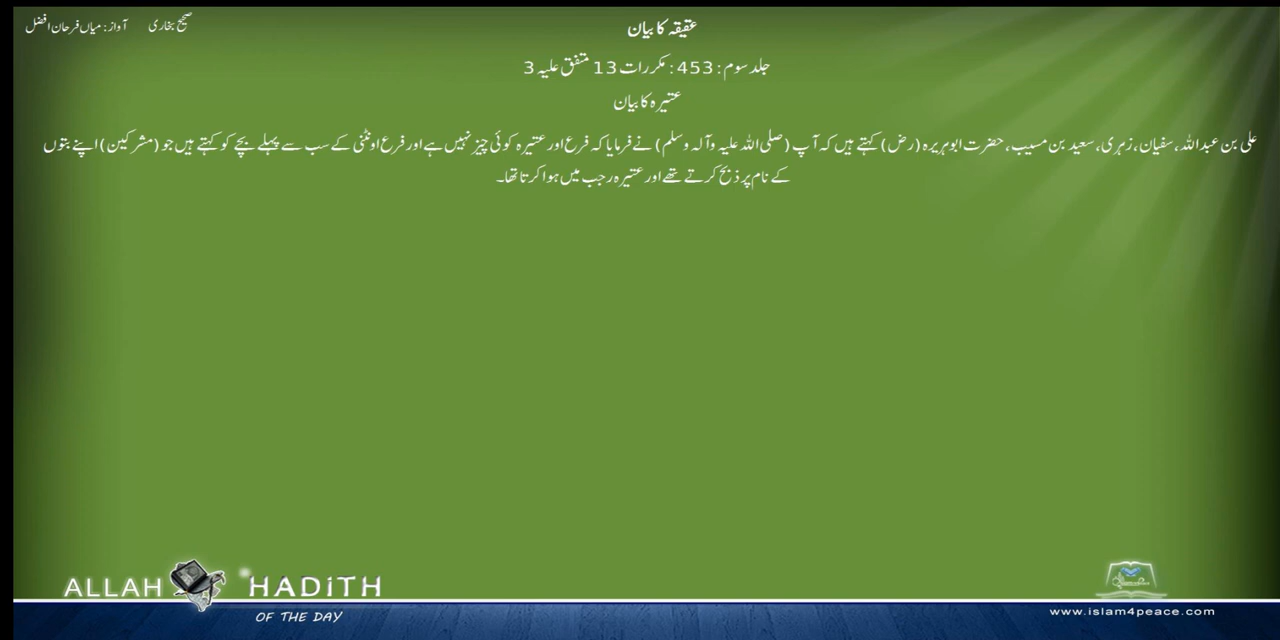 صحیح بخاری آواز: میاں فرحان افضل
عقیقہ کا بیان
جلد سوم : 453 : مکررات 13 متفق علیہ 3
عتیرہ کا بیان
علی بن عبداللہ، سفیان، زہری، سعید بن مسیب، حضرت ابوہریرہ (رض) کہتے ہیں کہ آپ (صلی اللہ علیہ وآلہ وسلم) نے فرمایا کہ فرع اور عتیرہ کوئی چیز نہیں ہے اور فرع اونٹنی کے سب سے پہلے بچے کو کہتے ہیں جو (مشرکین) اپنے بتوں
کے نام پر ذبح کرتے تھے اور عتیرہ رجب میں ہوا کرتا تھا۔
ALLAH HADiTH
OF THE DAY
www.islam4peace.com